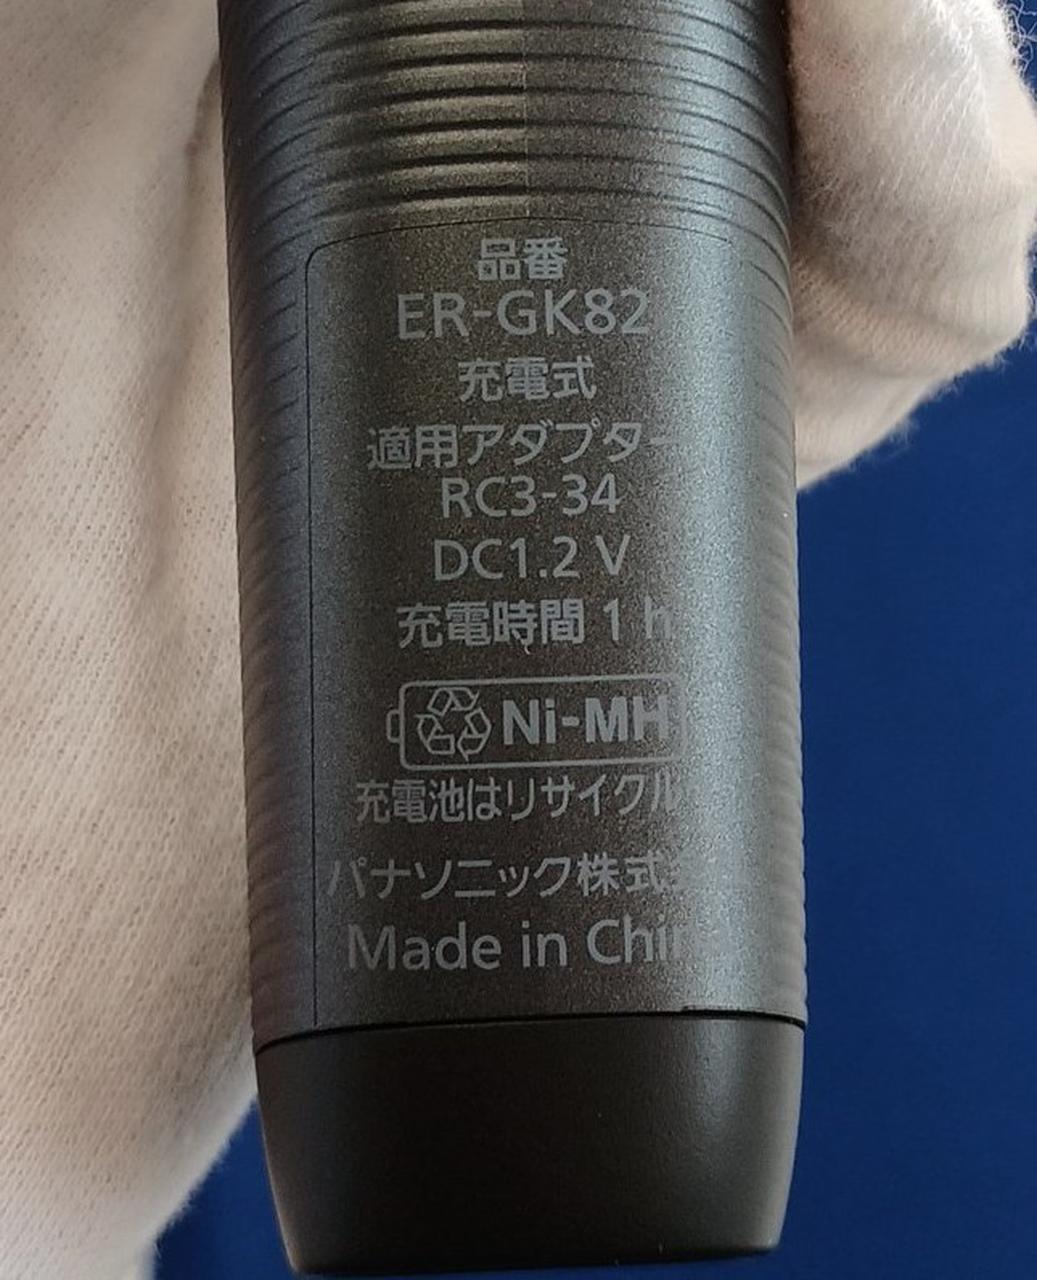 品番
ER-GK82
充電式
適用アダプター
RC3-34
DC1.2 V
充電時間 1 h
Ni-MH
充電池はリサイクル
パナソニック株式会
Made in Chin